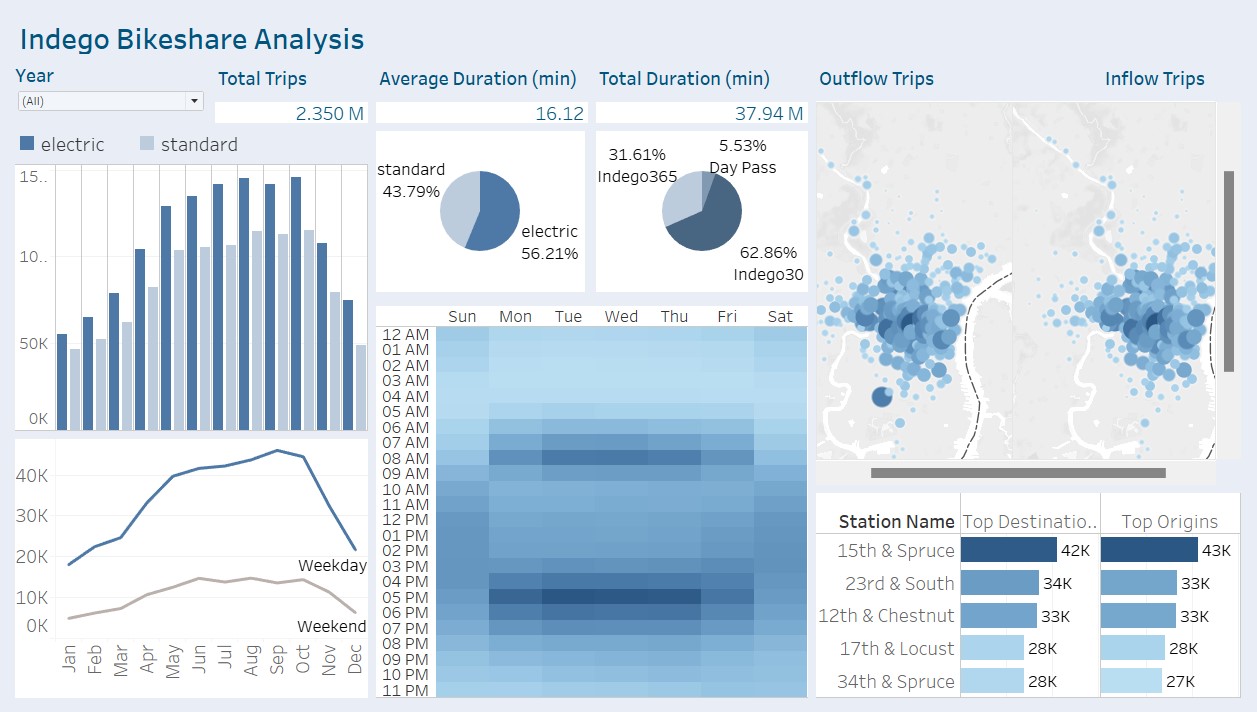 Indego Bikeshare Analysis
Year
(All)
Total Trips
2.350 M
Average Duration (min)
16.12
Total Duration (min)
37.94 M
Outflow Trips
Inflow Trips
electric
standard
15..
10..
50K
0K
standard
43.79%
electric
56.21%
31.61%
Indego365
5.53%
Day Pass
62.86%
Indego30
40K
30K
20K
10K
0K
Weekday
Weekend
Jan Feb Mar Apr May Jun Jul Aug Sep Oct Nov Dec
Sun Mon Tue Wed Thu Fri Sat
12 AM
01 AM
02 AM
03 AM
04 AM
05 AM
06 AM
07 AM
08 AM
09 AM
10 AM
11 AM
12 PM
01 PM
02 PM
03 PM
04 PM
05 PM
06 PM
07 PM
08 PM
09 PM
10 PM
11 PM
Station Name Top Destinatio.. Top Origins
15th & Spruce 42K 43K
23rd & South 34K 33K
12th & Chestnut 33K 33K
17th & Locust 28K 28K
34th & Spruce 28K 27K